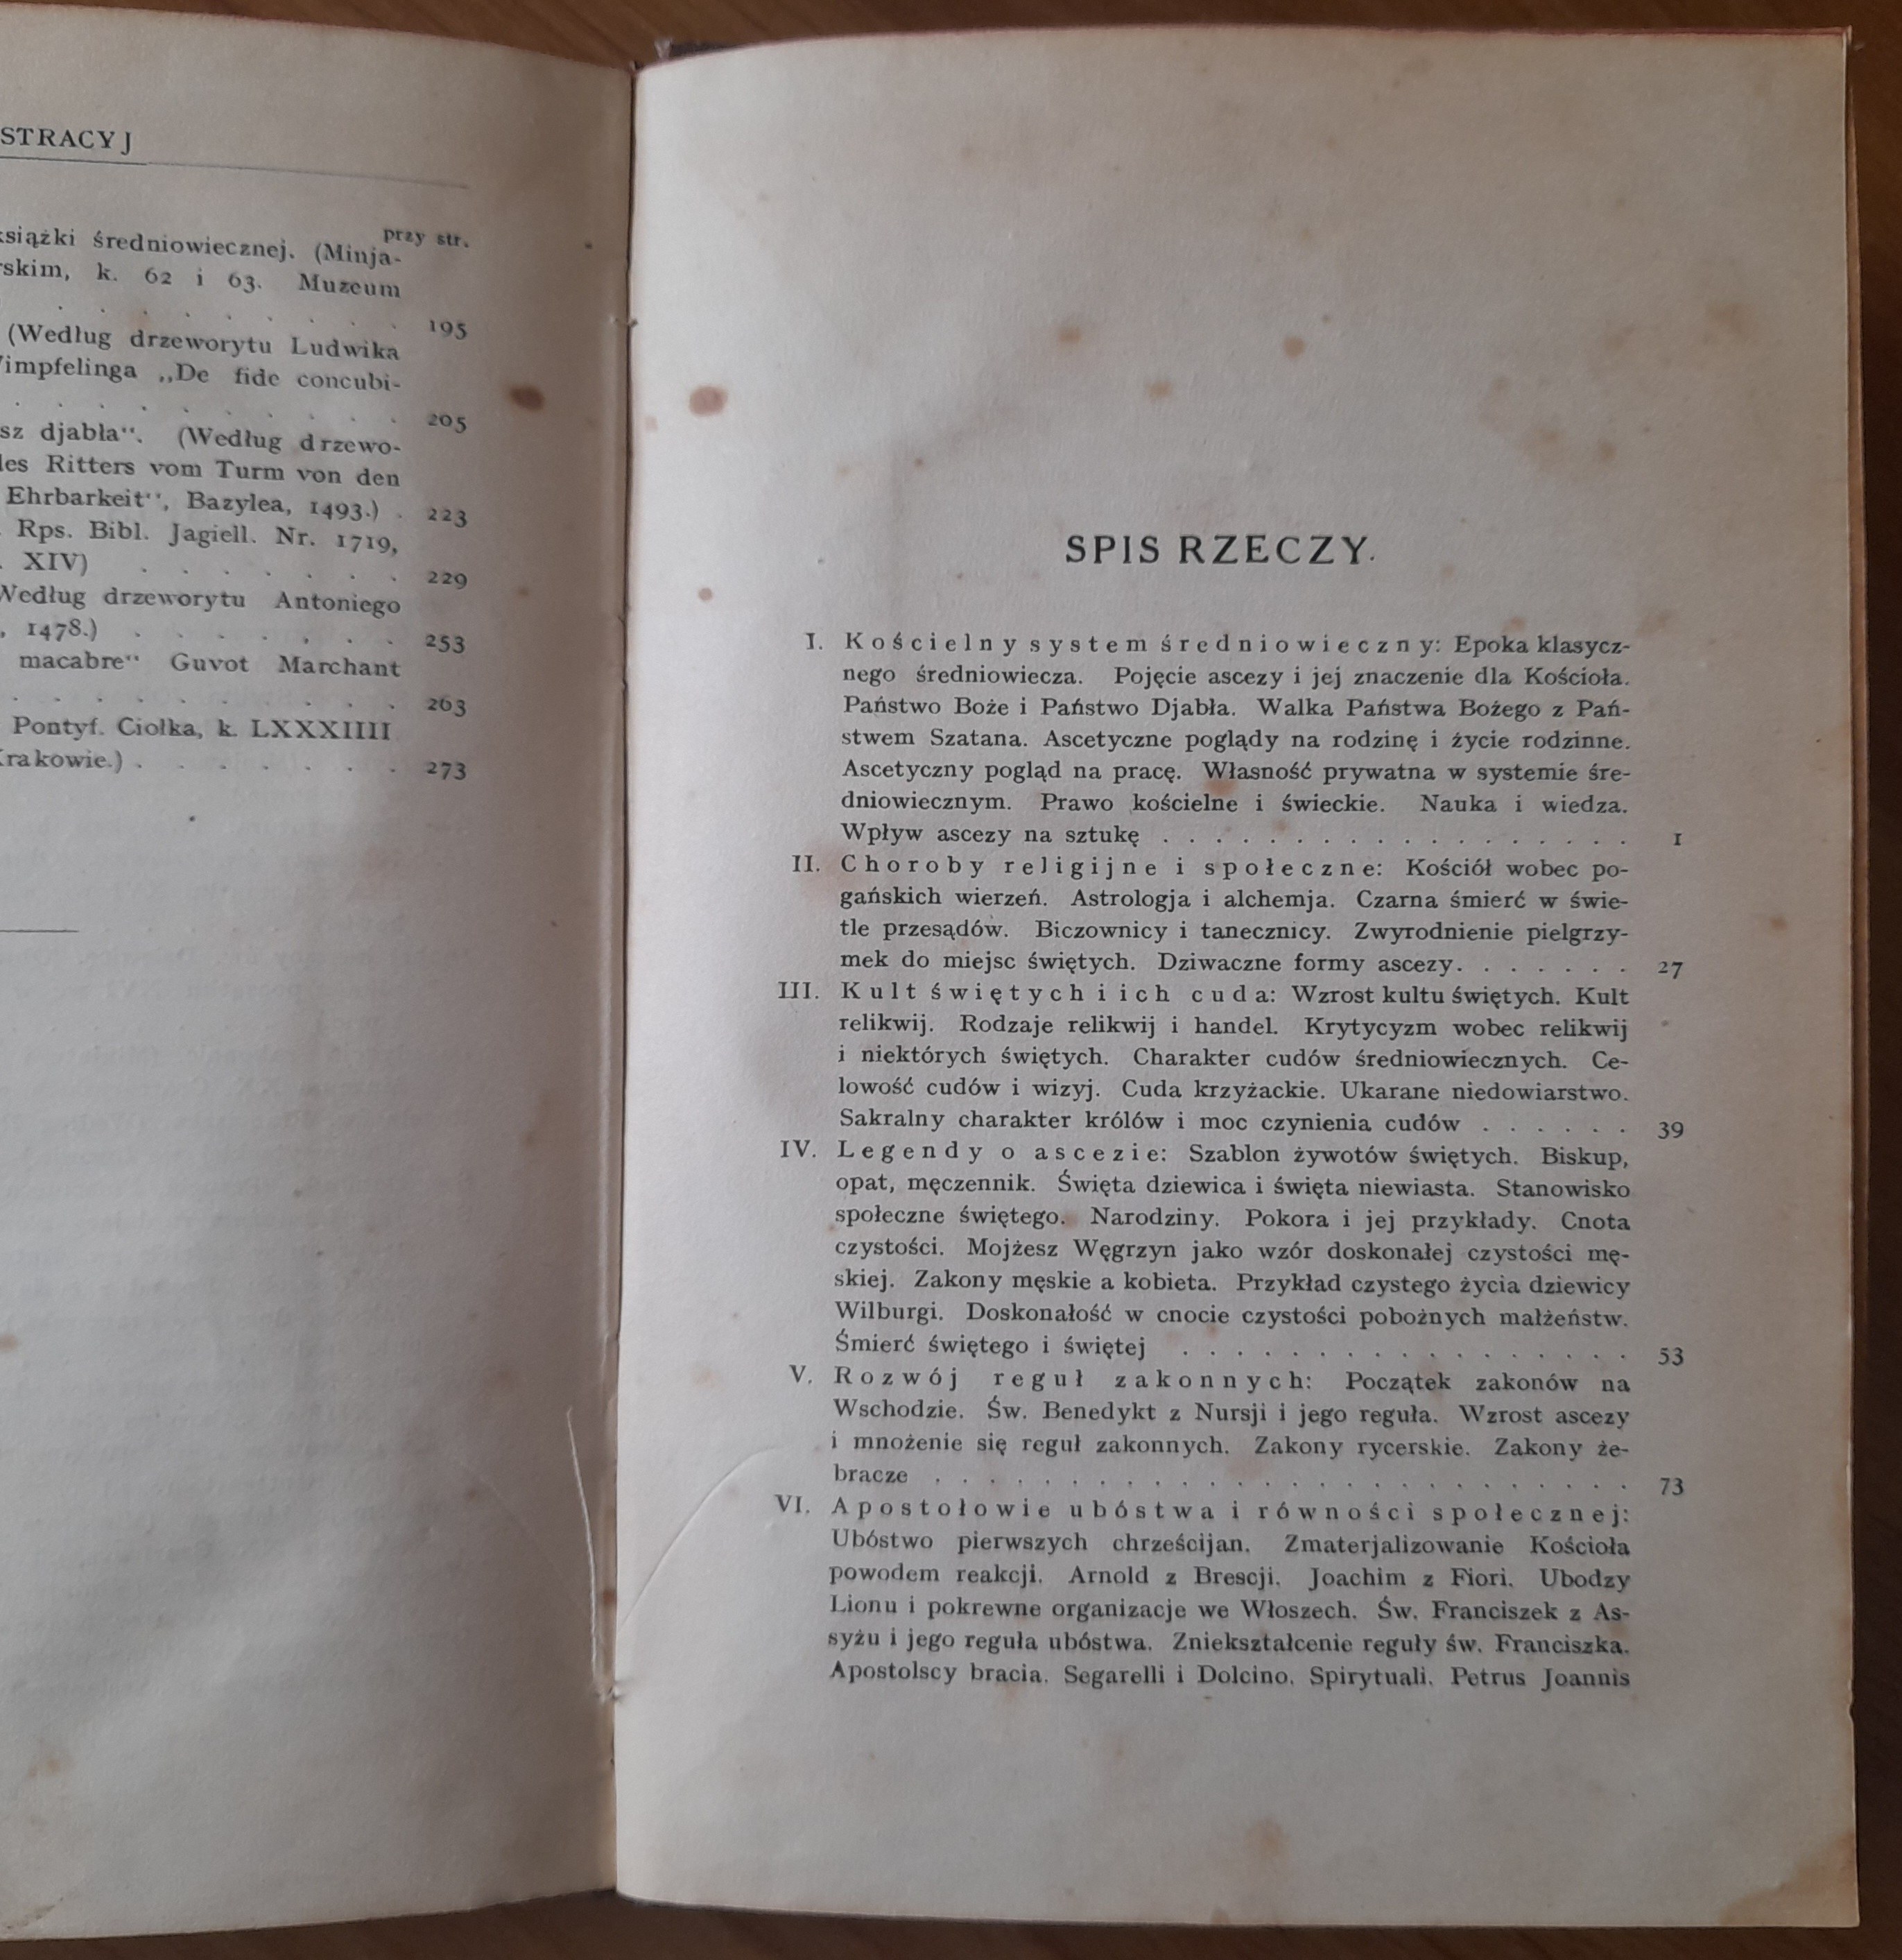 STRACYJ
przy str.
książki średniowiecznej. (Minja-
rskim, k. 62 i 63. Muzeum
. . . . . . . 195
(Według drzeworytu Ludwika
Wimpfelinga „De fide concubi-
. . . . . . . 205
sz djabła“. (Według drzewo-
des Ritters vom Turm von den
Ehrbarkeit“, Bazylea, 1493.) . 223
Rps. Bibl. Jagiell. Nr. 1719,
. XIV) . . . . . . . 229
Według drzeworytu Antoniego
, 1478.) . . . . . . . 253
macabre“ Guvot Marchant
. . . . . . . 263
Pontyf. Ciołka, k. LXXXIIII
Krakowie.) . . . . . . . 273
SPIS RZECZY.
I. Kościelny system średniowieczny: Epoka klasycz-
nego średniowiecza. Pojęcie ascezy i jej znaczenie dla Kościoła.
Państwo Boże i Państwo Djabła. Walka Państwa Bożego z Pań-
stwem Szatana. Ascetyczne poglądy na rodzinę i życie rodzinne.
Ascetyczny pogląd na pracę. Własność prywatna w systemie śre-
dniowiecznym. Prawo kościelne i świeckie. Nauka i wiedza.
Wpływ ascezy na sztukę . . . . . . . . . . . . . . . . . . 1
II. Choroby religijne i społeczne: Kościół wobec po-
gańskich wierzeń. Astrologja i alchemja. Czarna śmierć w świe-
tle przesądów. Biczownicy i tanecznicy. Zwyrodnienie pielgrzy-
mek do miejsc świętych. Dziwaczne formy ascezy. . . . . . . 27
III. Kult świętych i ich cuda: Wzrost kultu świętych. Kult
relikwij. Rodzaje relikwij i handel. Krytycyzm wobec relikwij
i niektórych świętych. Charakter cudów średniowiecznych. Ce-
lowość cudów i wizyj. Cuda krzyżackie. Ukarane niedowiarstwo.
Sakralny charakter królów i moc czynienia cudów . . . . . . 39
IV. Legendy o ascezie: Szablon żywotów świętych. Biskup,
opat, męczennik. Święta dziewica i święta niewiasta. Stanowisko
społeczne świętego. Narodziny. Pokora i jej przykłady. Cnota
czystości. Mojżesz Węgrzyn jako wzór doskonałej czystości mę-
skiej. Zakony męskie a kobieta. Przykład czystego życia dziewicy
Wilburgi. Doskonałość w cnocie czystości pobożnych małżeństw.
Śmierć świętego i świętej . . . . . . . . . . . . . . . . . 53
V. Rozwój reguł zakonnych: Początek zakonów na
Wschodzie. Św. Benedykt z Nursji i jego reguła. Wzrost ascezy
i mnożenie się reguł zakonnych. Zakony rycerskie. Zakony że-
bracze . . . . . . . . . . . . . . . . . . . . . . . . . . 73
VI. Apostołowie ubóstwa i równości społecznej:
Ubóstwo pierwszych chrześcijan. Zmaterjalizowanie Kościoła
powodem reakcji. Arnold z Brescji. Joachim z Fiori. Ubodzy
Lionu i pokrewne organizacje we Włoszech. Św. Franciszek z As-
syżu i jego reguła ubóstwa. Zniekształcenie reguły św. Franciszka.
Apostolscy bracia. Segarelli i Dolcino. Spirytuali. Petrus Joannis